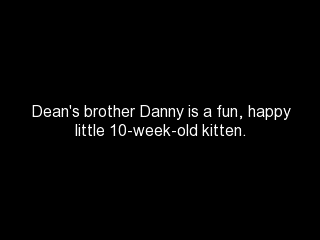 Dean's brother Danny is a fun, happy
little 10-week-old kitten.